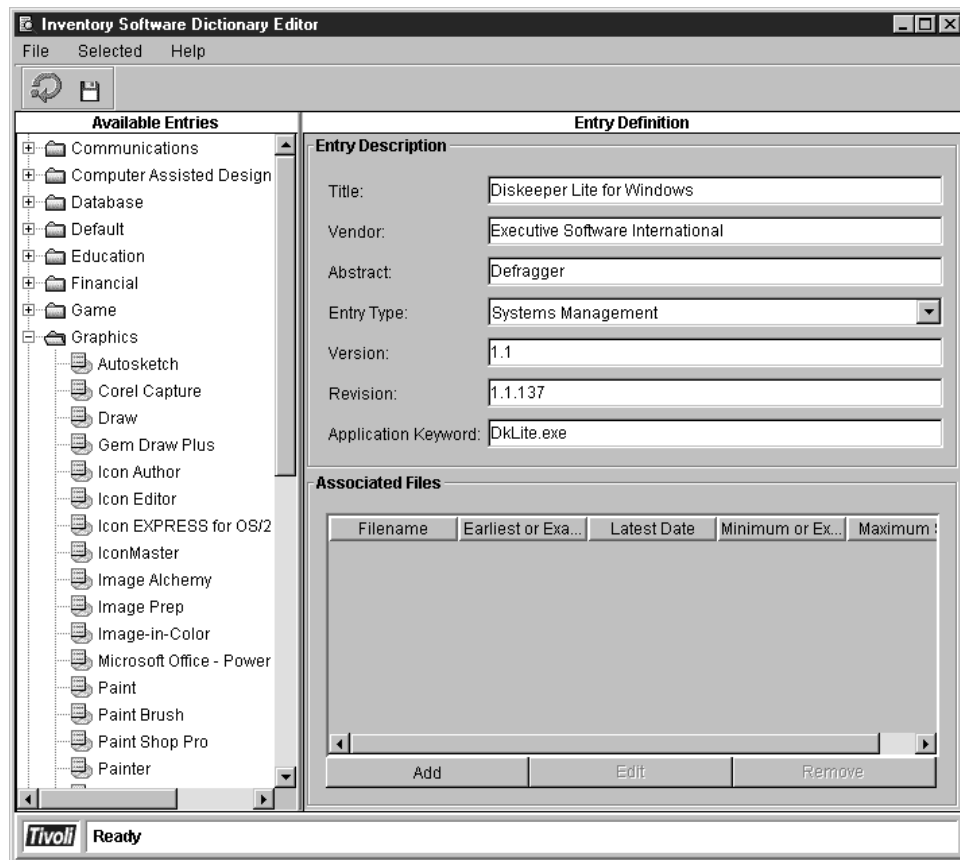 Inventory Software Dictionary Editor
File Selected Help
Available Entries
Communications
Computer Assisted Design
Database
Default
Education
Financial
Game
Graphics
Autosketch
Corel Capture
Draw
Gem Draw Plus
Icon Author
Icon Editor
Icon EXPRESS for OS/2
IconMaster
Image Alchemy
Image Prep
Image-in-Color
Microsoft Office - Power
Paint
Paint Brush
Paint Shop Pro
Painter
Entry Definition
Entry Description
Title: Diskeeper Lite for Windows
Vendor: Executive Software International
Abstract: Defragger
Entry Type: Systems Management
Version: 1.1
Revision: 1.1.137
Application Keyword: DkLite.exe
Associated Files
Filename Earliest or Exa... Latest Date Minimum or Ex... Maximum
Add Edit Remove
Tivoli Ready